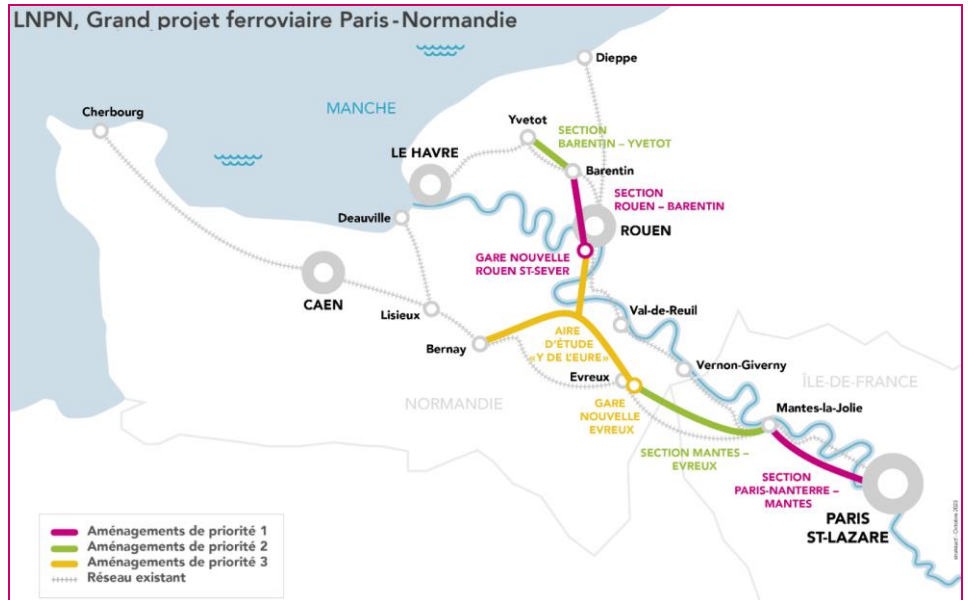 LNPN, Grand projet ferroviaire Paris-Normandie
Dieppe
Cherbourg
MANCHE
Yvetot
SECTION
BARENTIN – YVETOT
LE HAVRE
Barentin
SECTION
ROUEN – BARENTIN
Deauville
ROUEN
GARE NOUVELLE
ROUEN ST-SEVER
CAEN
Lisieux
Val-de-Reuil
Bernay
AIRE
D'ÉTUDE
«Y DE L'EURE»
Vernon-Giverny
Evreux
ÎLE-DE-FRANCE
NORMANDIE
GARE
NOUVELLE
EVREUX
Mantes-la-Jolie
SECTION MANTES –
EVREUX
SECTION
PARIS-NANTERRE –
MANTES
PARIS
ST-LAZARE
Aménagements de priorité 1
Aménagements de priorité 2
Aménagements de priorité 3
Réseau existant